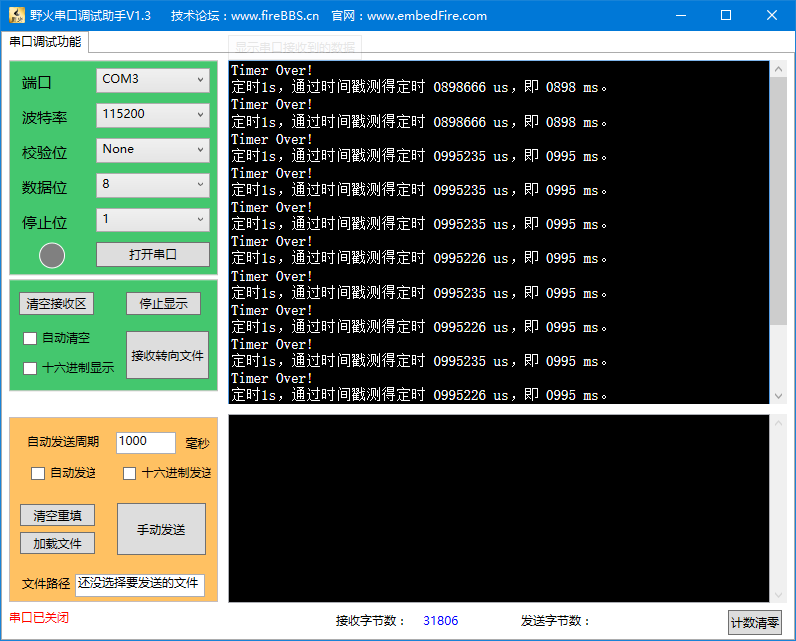 野火串口调试助手V1.3 技术论坛：www.fireBBS.cn 官网：www.embedFire.com
串口调试功能
显示串口接收到的数据
端口 COM3
波特率 115200
校验位 None
数据位 8
停止位 1
打开串口
清空接收区 停止显示
自动清空
十六进制显示
接收转向文件
Timer Over!
定时1s，通过时间戳测得定时 0898666 us，即 0898 ms。
Timer Over!
定时1s，通过时间戳测得定时 0898666 us，即 0898 ms。
Timer Over!
定时1s，通过时间戳测得定时 0995235 us，即 0995 ms。
Timer Over!
定时1s，通过时间戳测得定时 0995235 us，即 0995 ms。
Timer Over!
定时1s，通过时间戳测得定时 0995235 us，即 0995 ms。
Timer Over!
定时1s，通过时间戳测得定时 0995226 us，即 0995 ms。
Timer Over!
定时1s，通过时间戳测得定时 0995235 us，即 0995 ms。
Timer Over!
定时1s，通过时间戳测得定时 0995226 us，即 0995 ms。
Timer Over!
定时1s，通过时间戳测得定时 0995235 us，即 0995 ms。
Timer Over!
定时1s，通过时间戳测得定时 0995226 us，即 0995 ms。
自动发送周期 1000 毫秒
自动发送 十六进制发送
清空重填
加载文件
手动发送
文件路径 还没选择要发送的文件
串口已关闭 接收字节数： 31806 发送字节数： 计数清零